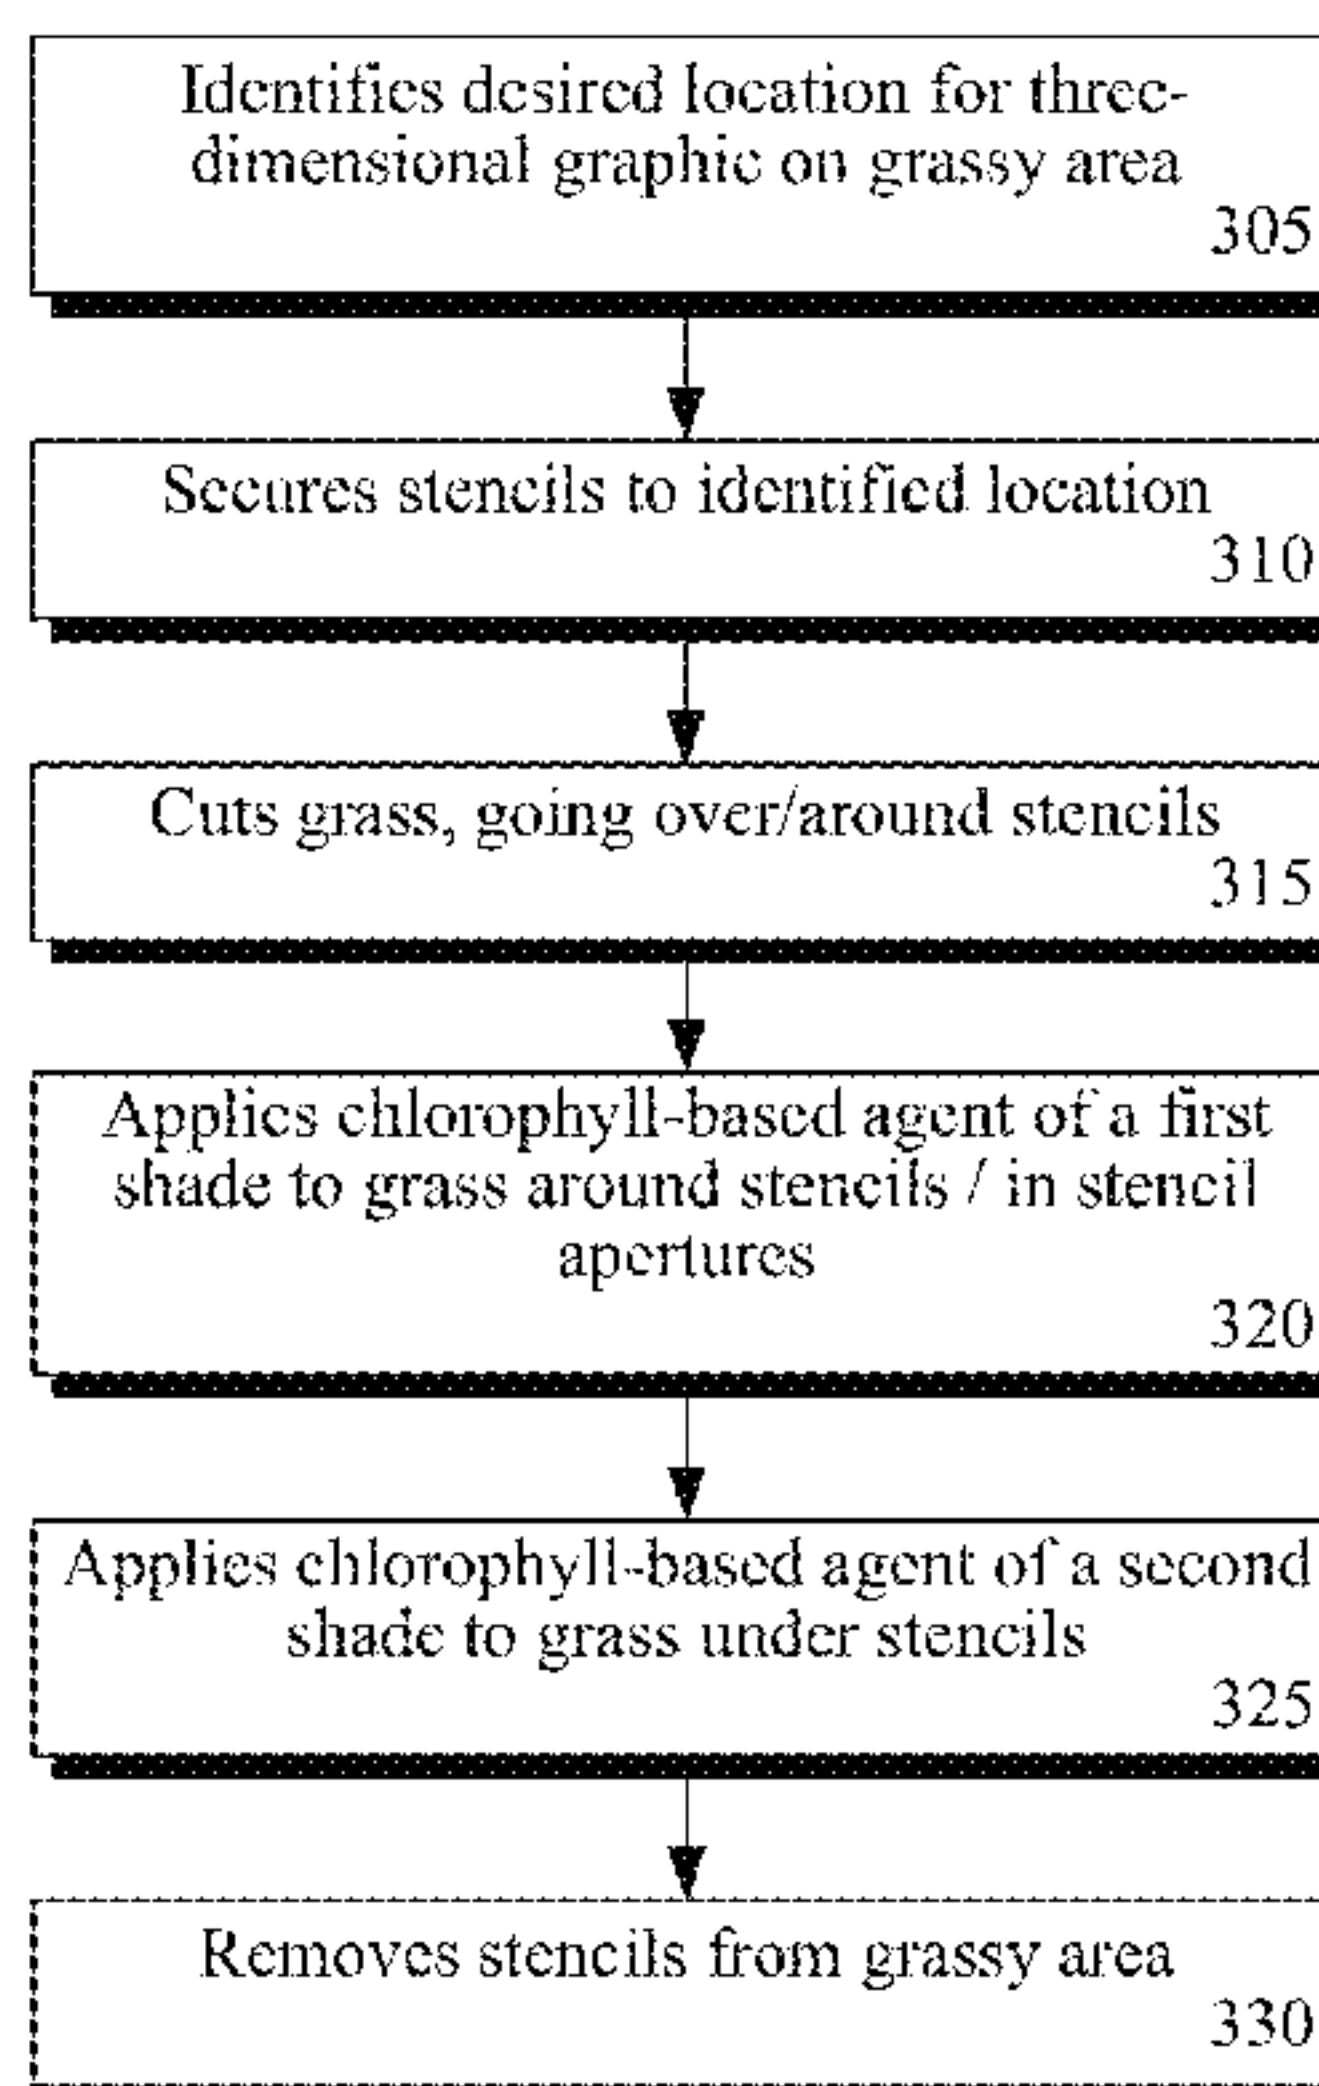 Identifies desired location for three-
dimensional graphic on grassy area
305
Secures stencils to identified location
310
Cuts grass, going over/around stencils
315
Applies chlorophyll-based agent of a first
shade to grass around stencils / in stencil
apertures
320
Applies chlorophyll-based agent of a second
shade to grass under stencils
325
Removes stencils from grassy area
330